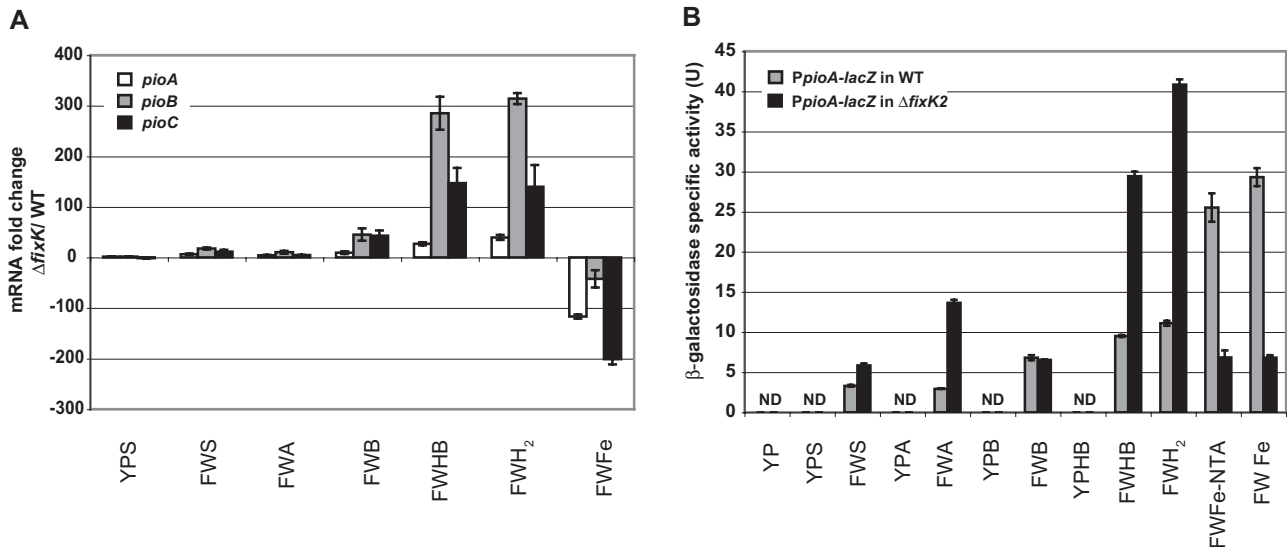 A
mRNA fold change
ΔfixK/ WT
400
300
200
100
0
-100
-200
-300
pioA
pioB
pioC
YPS
FWS
FWA
FWB
FWHB
FWH₂
FWFe
B
β-galactosidase specific activity (U)
45
40
35
30
25
20
15
10
5
0
PpioA-lacZ in WT
PpioA-lacZ in ΔfixK2
ND
ND
ND
ND
ND
YP
YPS
FWS
YPA
FWA
YPB
FWB
YPHB
FWHB
FWH₂
FWFe-NTA
FW Fe